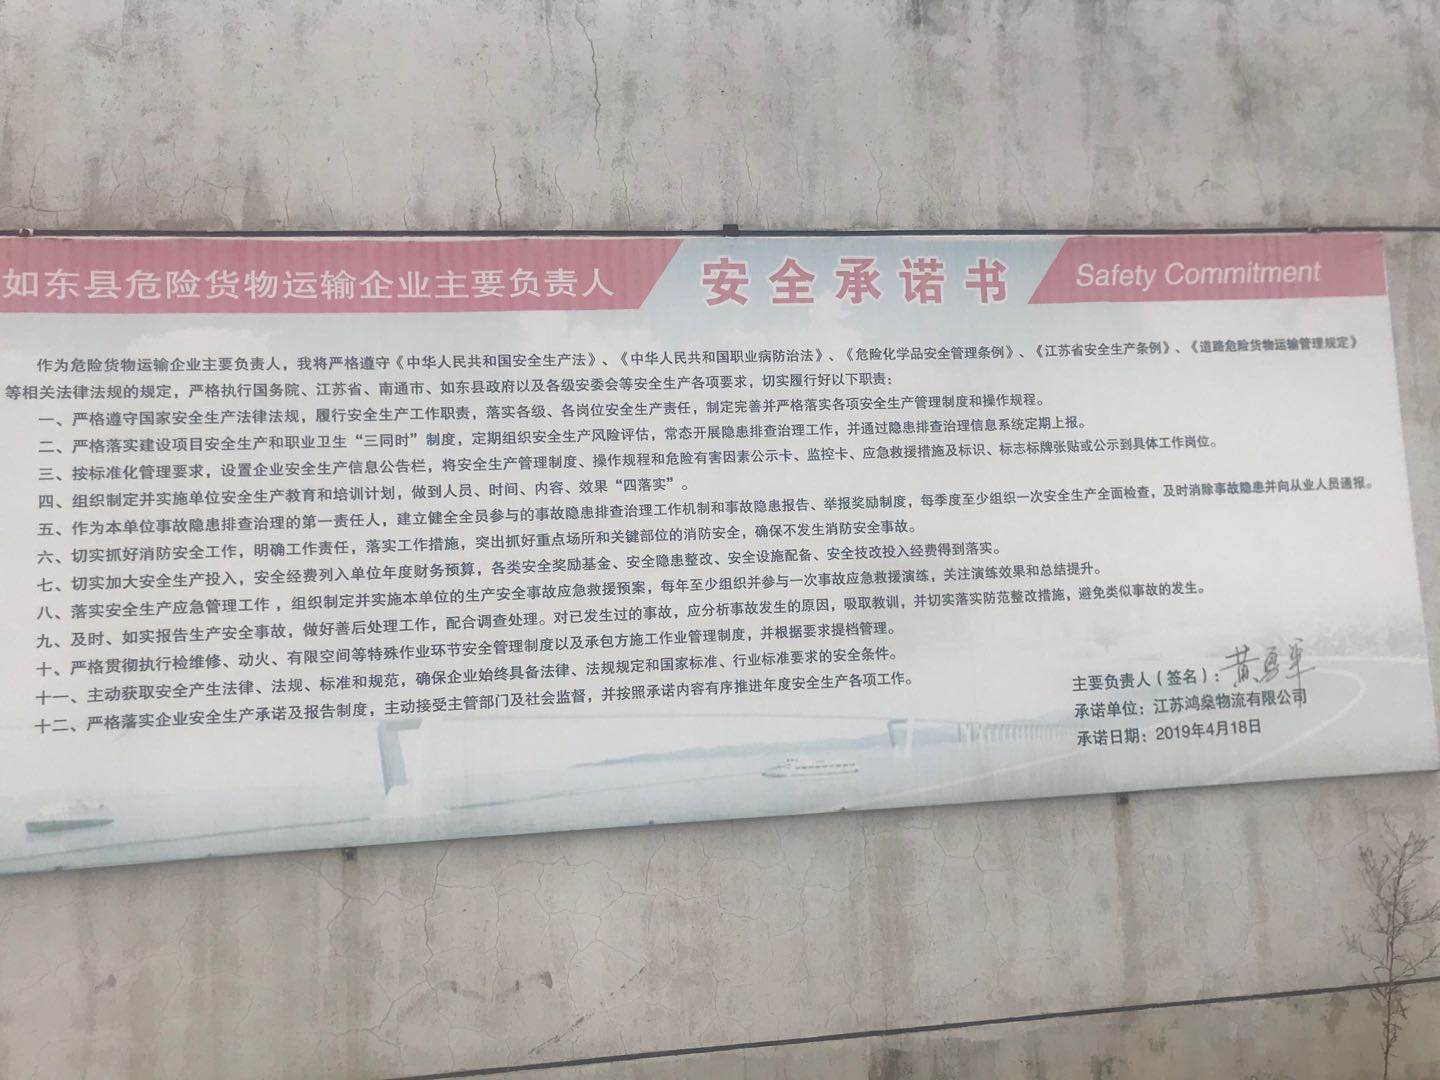 如东县危险货物运输企业主要负责人 安全承诺书 Safety Commitment
作为危险货物运输企业主要负责人，我将严格遵守《中华人民共和国安全生产法》、《中华人民共和国职业病防治法》、《危险化学品安全管理条例》、《江苏省安全生产条例》、《道路危险货物运输管理规定》
等相关法律法规的规定，严格执行国务院、江苏省、南通市、如东县政府以及各级安委会等安全生产各项要求，切实履行好以下职责：
一、严格遵守国家安全生产法律法规，履行安全生产工作职责，落实各级、各岗位安全生产责任，制定完善并严格落实各项安全生产管理制度和操作规程。
二、严格落实建设项目安全生产和职业卫生“三同时”制度，定期组织安全生产风险评估，常态开展隐患排查治理工作，并通过隐患排查治理信息系统定期上报。
三、按标准化管理要求，设置企业安全生产信息公告栏，将安全生产管理制度、操作规程和危险有害因素公示卡、监控卡、应急救援措施及标识、标志标牌张贴或公示到具体工作岗位。
四、组织制定并实施单位安全生产教育和培训计划，做到人员、时间、内容、效果“四落实”。
五、作为本单位事故隐患排查治理的第一责任人，建立健全全员参与的事故隐患排查治理工作机制和事故隐患报告、举报奖励制度，每季度至少组织一次安全生产全面检查，及时消除事故隐患并向从业人员通报。
六、切实抓好消防安全工作，明确工作责任，落实工作措施，突出抓好重点场所和关键部位的消防安全，确保不发生消防安全事故。
七、切实加大安全生产投入，安全经费列入单位年度财务预算，各类安全奖励基金、安全隐患整改、安全设施配备、安全技改投入经费得到落实。
八、落实安全生产应急管理工作，组织制定并实施本单位的生产安全事故应急救援预案，每年至少组织并参与一次事故应急救援演练，关注演练效果和总结提升。
九、及时、如实报告生产安全事故，做好善后处理工作，配合调查处理。对已发生过的事故，应分析事故发生的原因，吸取教训，并切实落实防范整改措施，避免类似事故的发生。
十、严格贯彻执行检维修、动火、有限空间等特殊作业环节安全管理制度以及承包方施工作业管理制度，并根据要求提档管理。
十一、主动获取安全产生法律、法规、标准和规范，确保企业始终具备法律、法规规定和国家标准、行业标准要求的安全条件。
十二、严格落实企业安全生产承诺及报告制度，主动接受主管部门及社会监督，并按照承诺内容有序推进年度安全生产各项工作。
主要负责人（签名）：黄勇军
承诺单位：江苏鸿燊物流有限公司
承诺日期：2019年4月18日